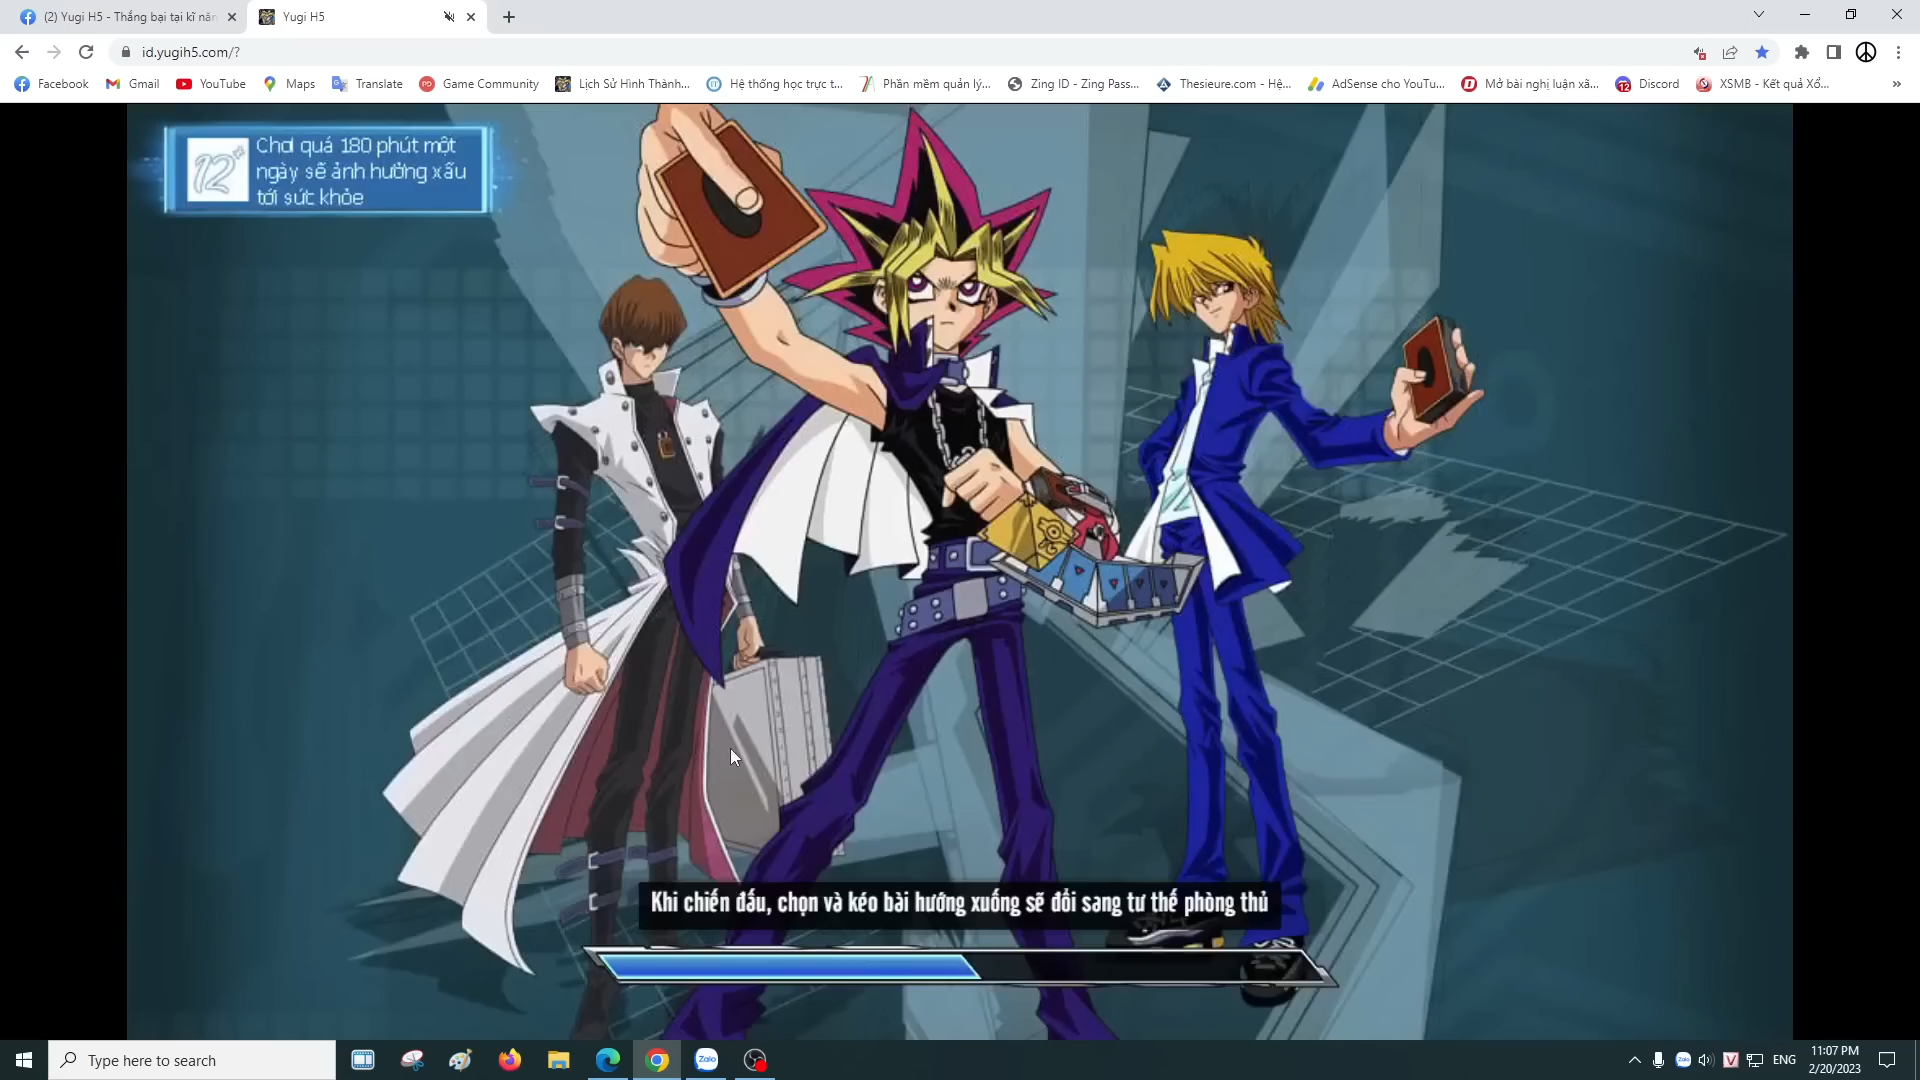 (2) Yugi H5 - Thắng bại tại kĩ năn
Yugi H5
id.yugih5.com/?
Facebook
Gmail
YouTube
Maps
Translate
Game Community
Lịch Sử Hình Thành...
Hệ thống học trực t...
Phần mềm quản lý...
Zing ID - Zing Pass...
Thesieure.com - Hệ...
AdSense cho YouTu...
Mở bài nghị luận xã...
12
Discord
XSMB - Kết quả Xổ...
»
12+
Chơi quá 180 phút một
ngày sẽ ảnh hưởng xấu
tới sức khỏe
Khi chiến đấu, chọn và kéo bài hướng xuống sẽ đổi sang tư thế phòng thủ
Type here to search
Zalo
Zalo
V
ENG
11:07 PM
2/20/2023